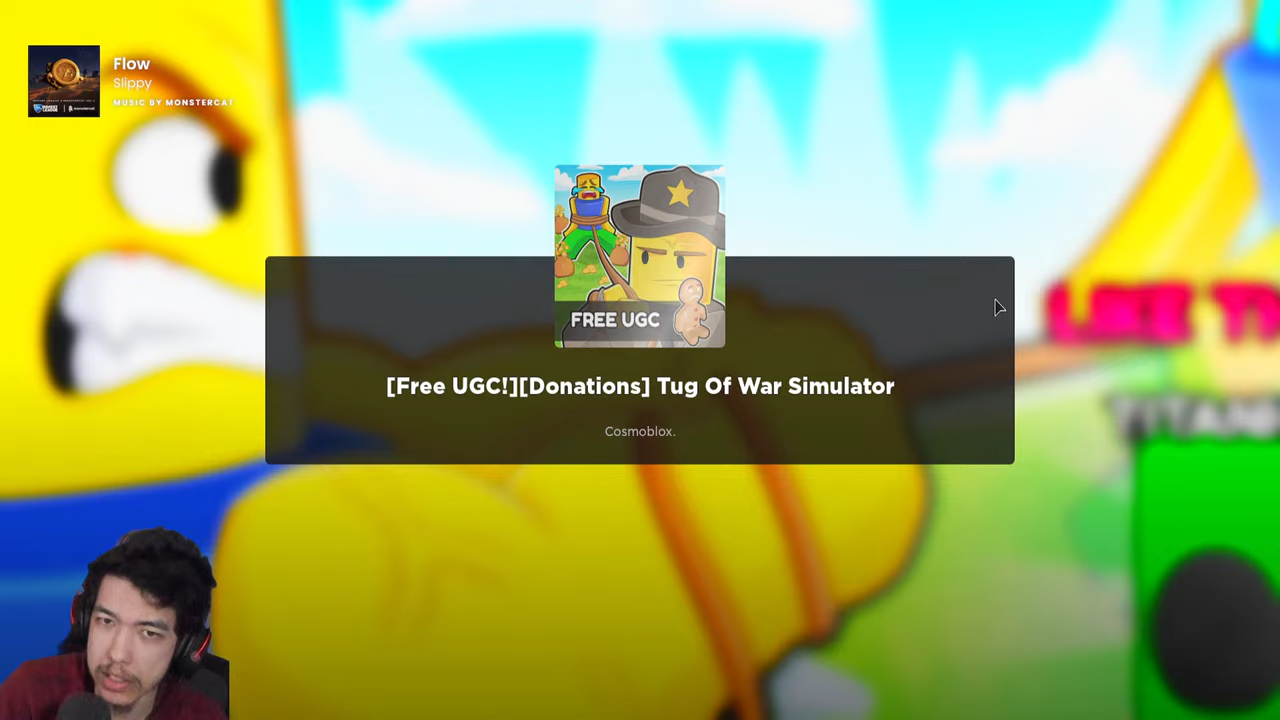 Flow
Slippy
MUSIC BY MONSTERCAT
FREE UGC
[Free UGC!][Donations] Tug Of War Simulator
Cosmoblox.